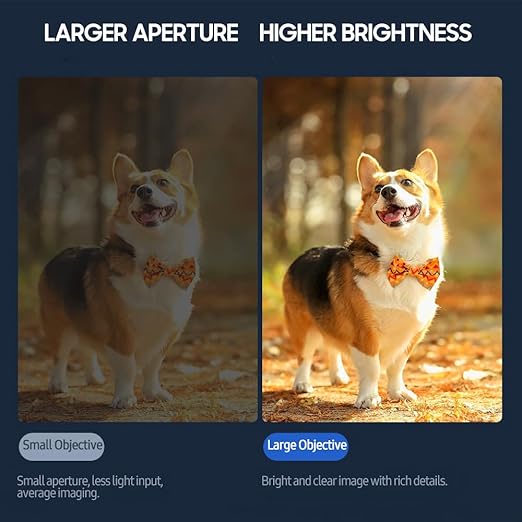 LARGER APERTURE HIGHER BRIGHTNESS
Small Objective
Large Objective
Small aperture, less light input,
average imaging.
Bright and clear image with rich details.